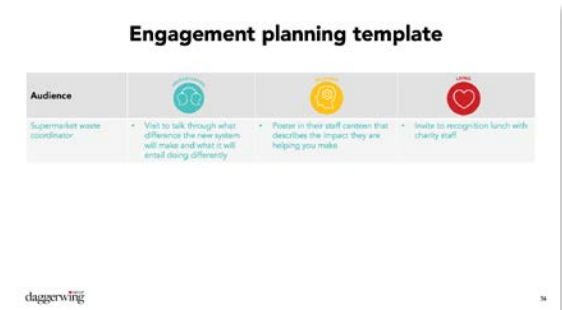 Engagement planning template
Audience
LIVING
Supermarket waste
coordinator
• Visit to talk through what
difference the new system
will make and what it will
entail doing differently
• Poster in their staff canteen that
describes the impact they are
helping you make
• Invite to recognition lunch with
charity staff
daggerwing